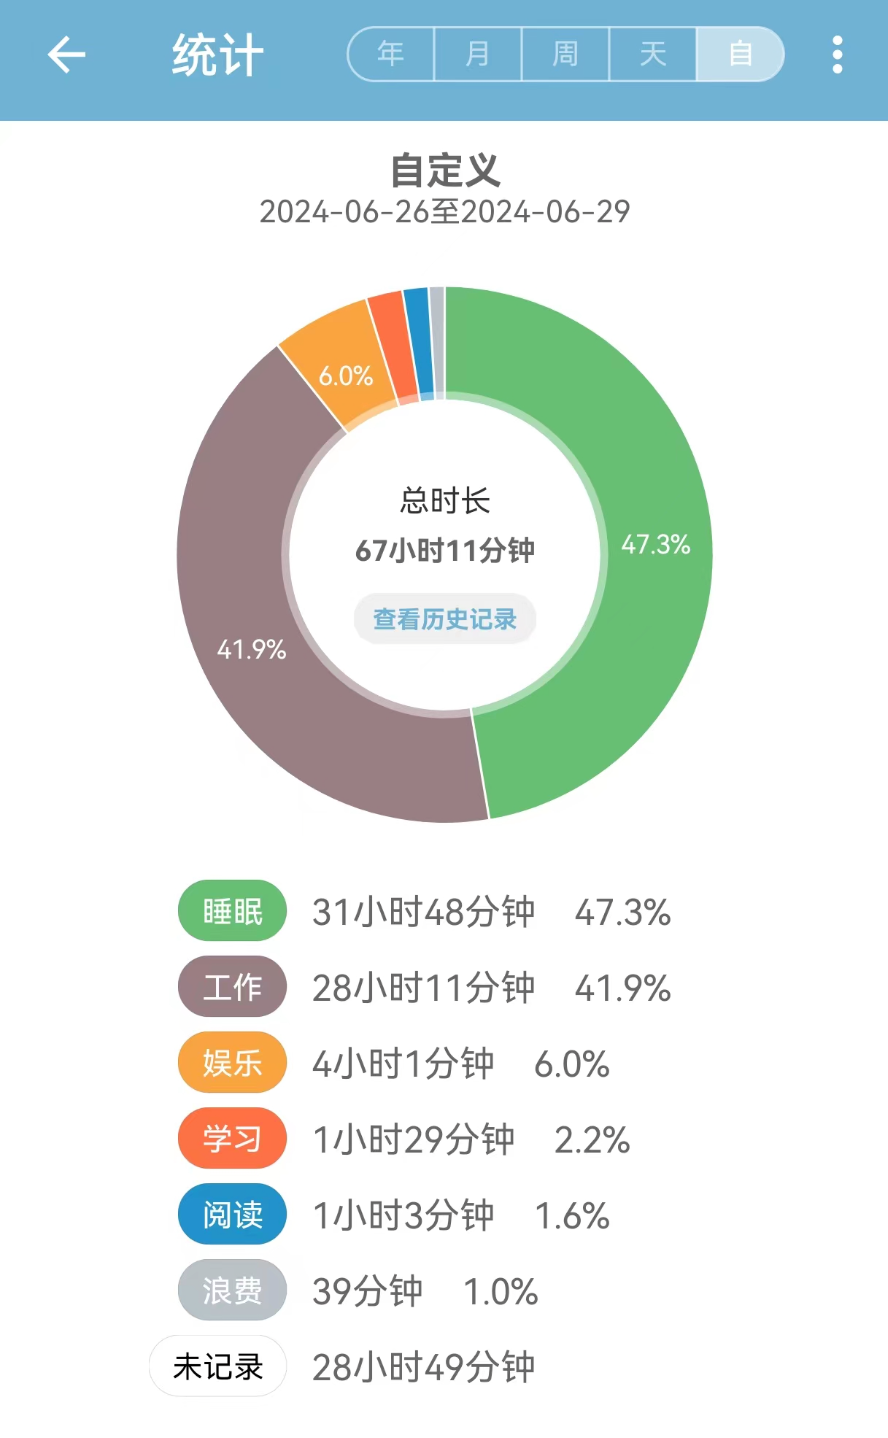 统计 年 月 周 天 自
自定义
2024-06-26至2024-06-29
6.0%
总时长
67小时11分钟
47.3%
查看历史记录
41.9%
睡眠 31小时48分钟 47.3%
工作 28小时11分钟 41.9%
娱乐 4小时1分钟 6.0%
学习 1小时29分钟 2.2%
阅读 1小时3分钟 1.6%
浪费 39分钟 1.0%
未记录 28小时49分钟